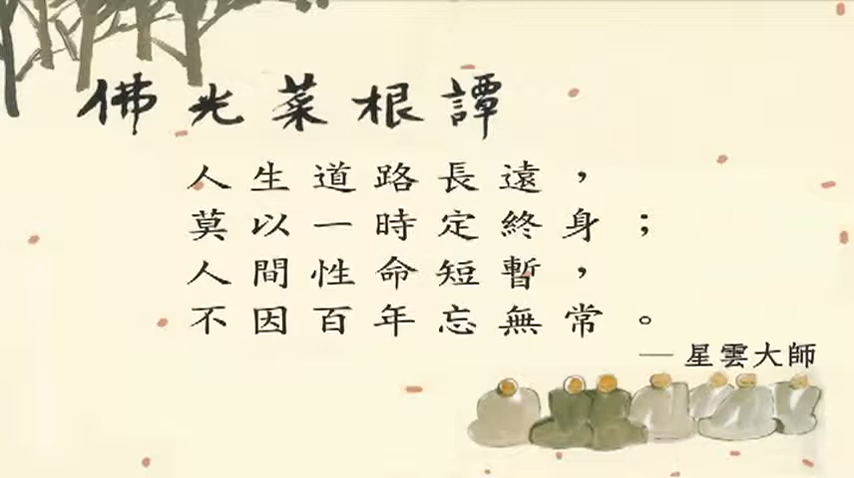 佛光菜根譚
人生道路長遠，
莫以一時定終身；
人間性命短暫，
不因百年忘無常。
— 星雲大師